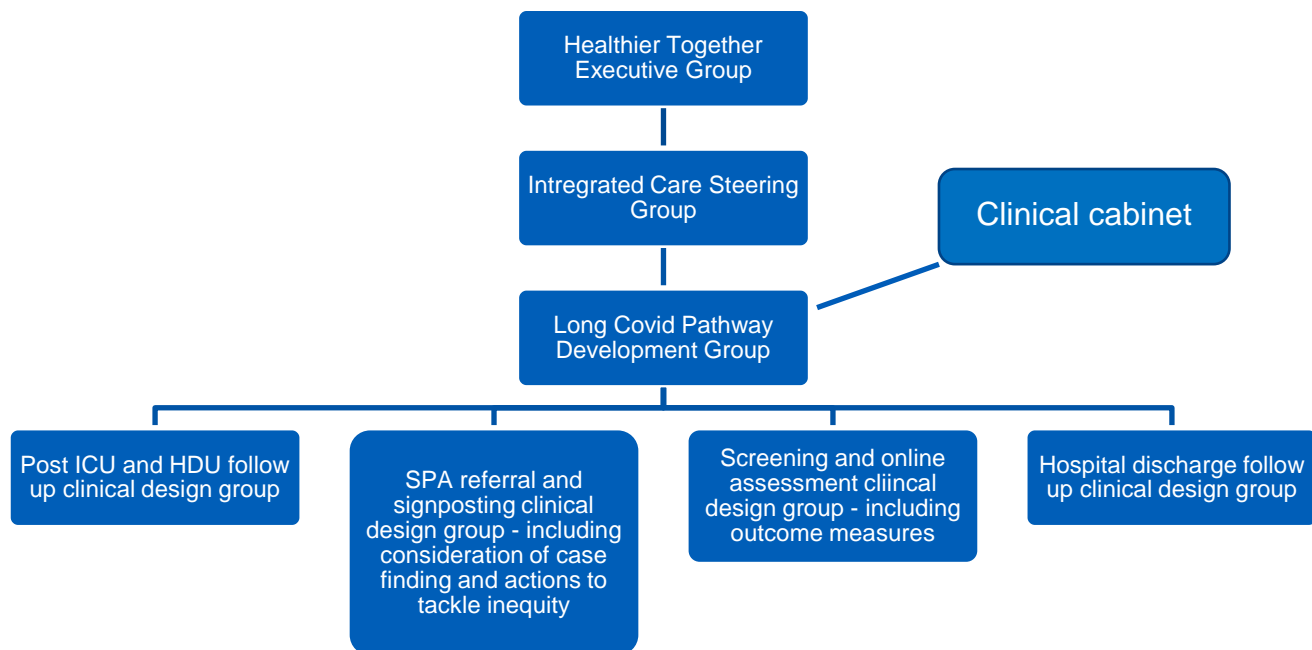 Healthier Together
Executive Group
Intregrated Care Steering
Group
Clinical cabinet
Long Covid Pathway
Development Group
Post ICU and HDU follow
up clinical design group
SPA referral and
signposting clinical
design group - including
consideration of case
finding and actions to
tackle inequity
Screening and online
assessment cliincal
design group - including
outcome measures
Hospital discharge follow
up clinical design group